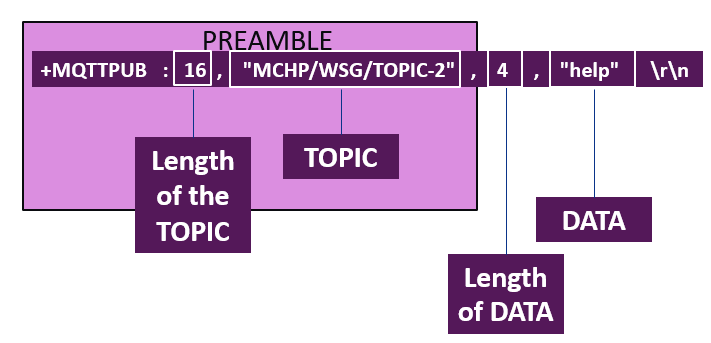 PREAMBLE
+MQTTPUB : 16 , "MCHP/WSG/TOPIC-2" , 4 , "help" \r\n
Length
of the
TOPIC
TOPIC
DATA
Length
of DATA